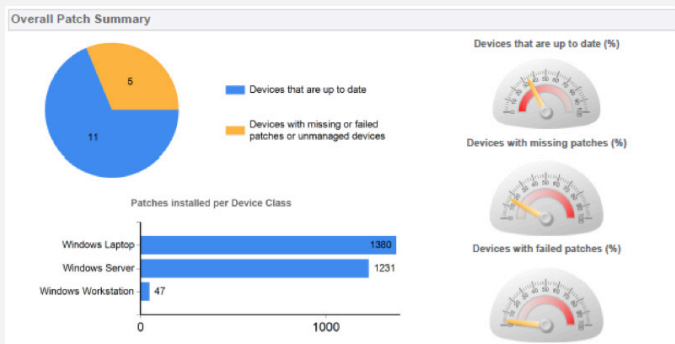 Overall Patch Summary
5
11
Devices that are up to date
Devices with missing or failed
patches or unmanaged devices
Patches installed per Device Class
Windows Laptop
1380
Windows Server
1231
Windows Workstation
47
0
1000
Devices that are up to date (%)
Devices with missing patches (%)
Devices with failed patches (%)